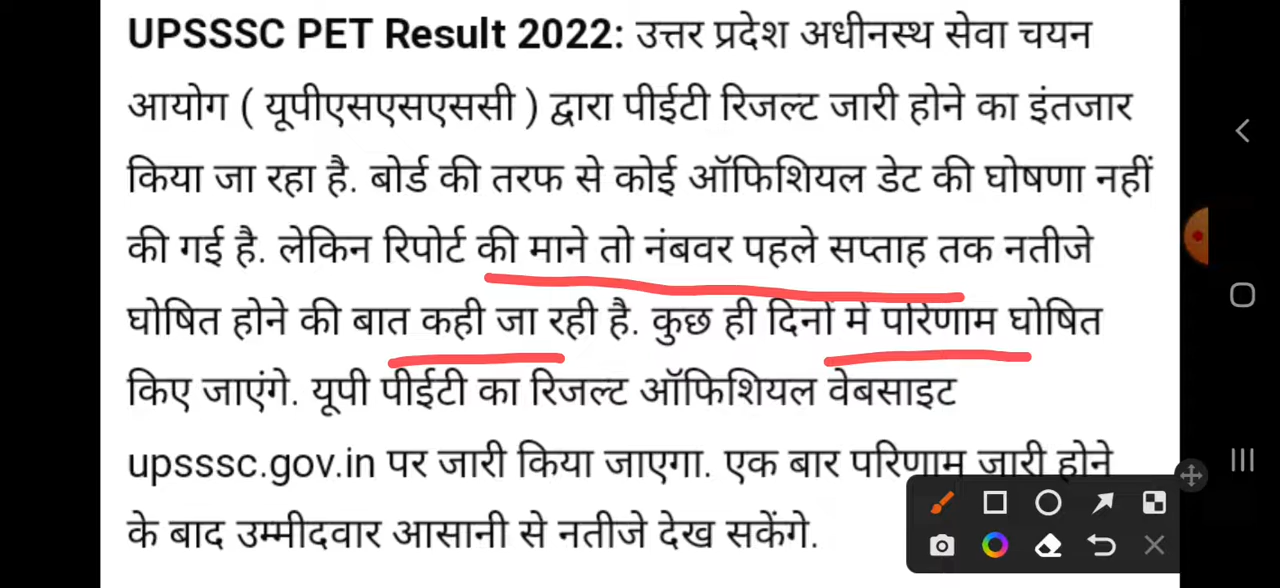 UPSSSC PET Result 2022: उत्तर प्रदेश अधीनस्थ सेवा चयन
आयोग ( यूपीएसएसएससी ) द्वारा पीईटी रिजल्ट जारी होने का इंतजार
किया जा रहा है. बोर्ड की तरफ से कोई ऑफिशियल डेट की घोषणा नहीं
की गई है. लेकिन रिपोर्ट की माने तो नंबवर पहले सप्ताह तक नतीजे
घोषित होने की बात कही जा रही है. कुछ ही दिनों मे परिणाम घोषित
किए जाएंगे. यूपी पीईटी का रिजल्ट ऑफिशियल वेबसाइट
upsssc.gov.in पर जारी किया जाएगा. एक बार परिणाम जारी होने
के बाद उम्मीदवार आसानी से नतीजे देख सकेंगे.